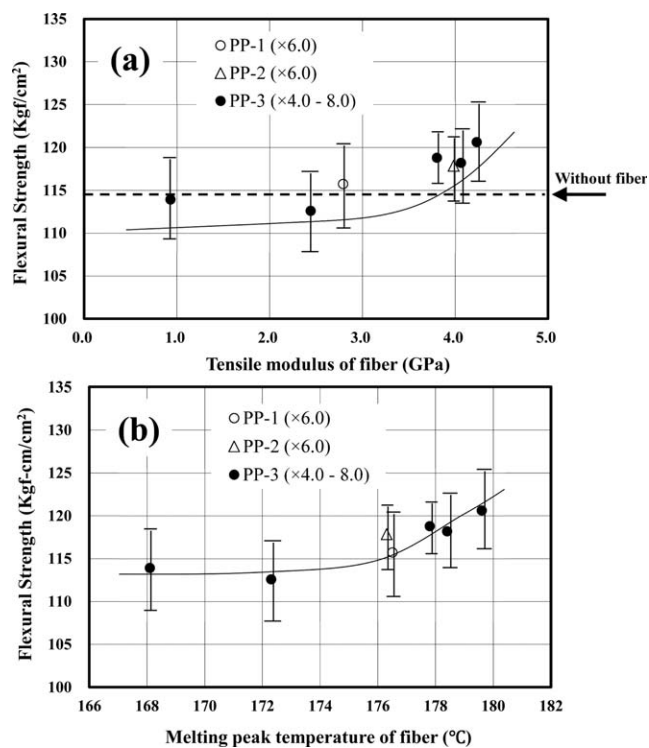 (a)
○ PP-1 (×6.0)
△ PP-2 (×6.0)
● PP-3 (×4.0 - 8.0)
Flexural Strength (Kgf/cm²)
135
130
125
120
115
110
105
100
Without fiber
0.0 1.0 2.0 3.0 4.0 5.0
Tensile modulus of fiber (GPa)
(b)
○ PP-1 (×6.0)
△ PP-2 (×6.0)
● PP-3 (×4.0 - 8.0)
Flexural Strength (Kgf-cm/cm²)
135
130
125
120
115
110
105
100
166 168 170 172 174 176 178 180 182
Melting peak temperature of fiber (℃)